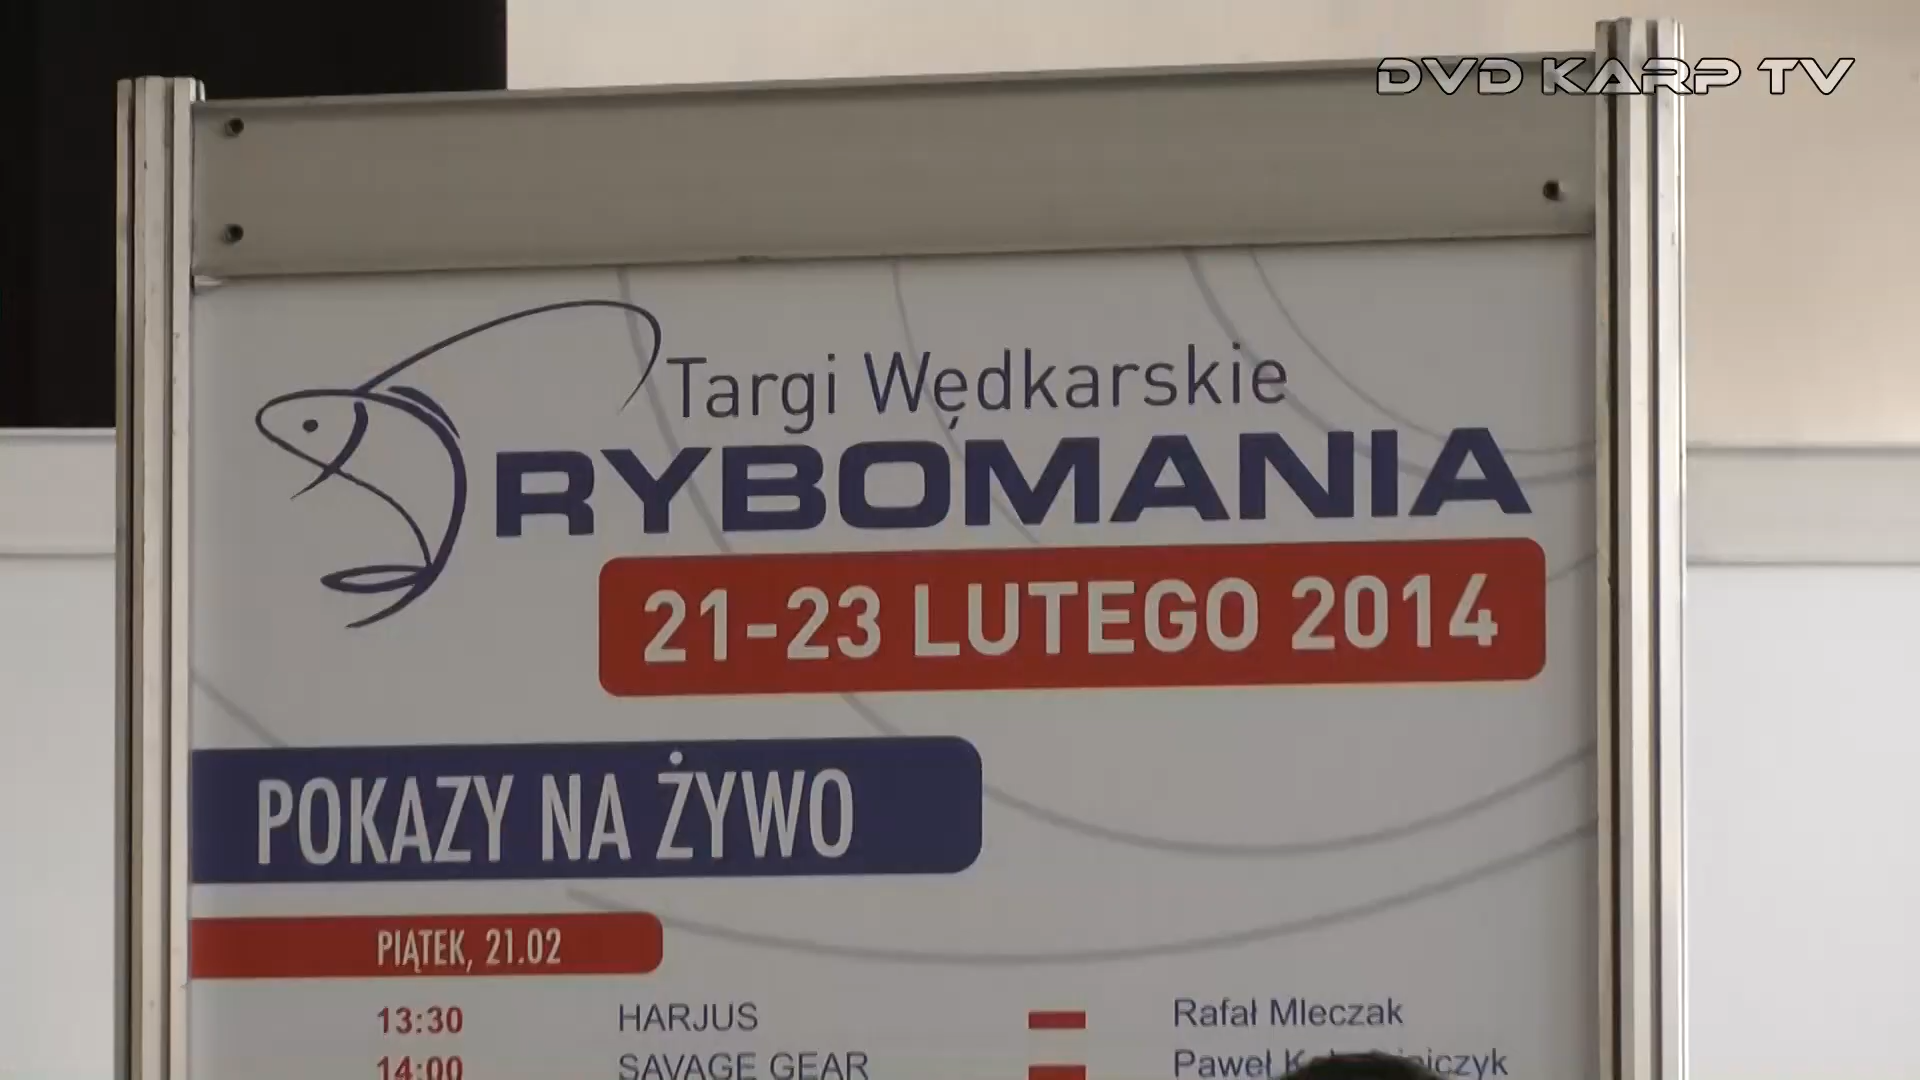 DVD KARP TV
Targi Wędkarskie
RYBOMANIA
21-23 LUTEGO 2014
POKAZY NA ŻYWO
PIĄTEK, 21.02
13:30 HARJUS Rafał Mleczak
14:00 SAVAGE GEAR Paweł